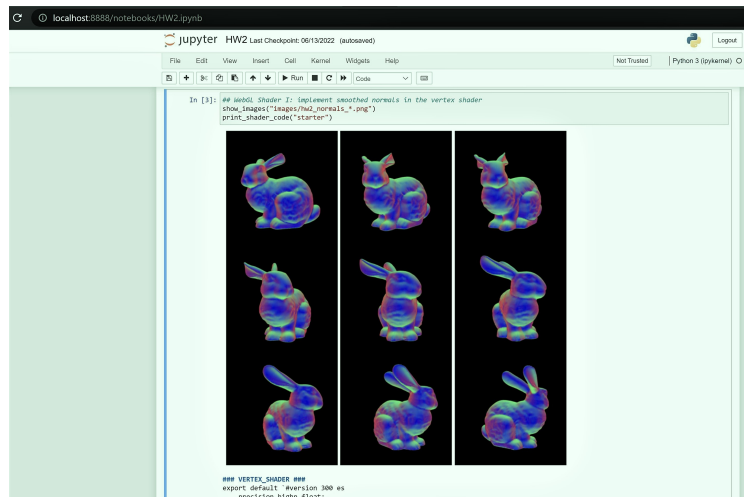 localhost:8888/notebooks/HW2.ipynb
jupyter HW2 Last Checkpoint: 06/13/2022 (autosaved)
Logout
File Edit View Insert Cell Kernel Widgets Help
Not Trusted
Python 3 (ipykernel)
Run
Code
In [3]: ## WebGL Shader I: implement smoothed normals in the vertex shader
show_images("images/hw2_normals_*.png")
print_shader_code("starter")
### VERTEX_SHADER ###
export default `#version 300 es
precision highp float;